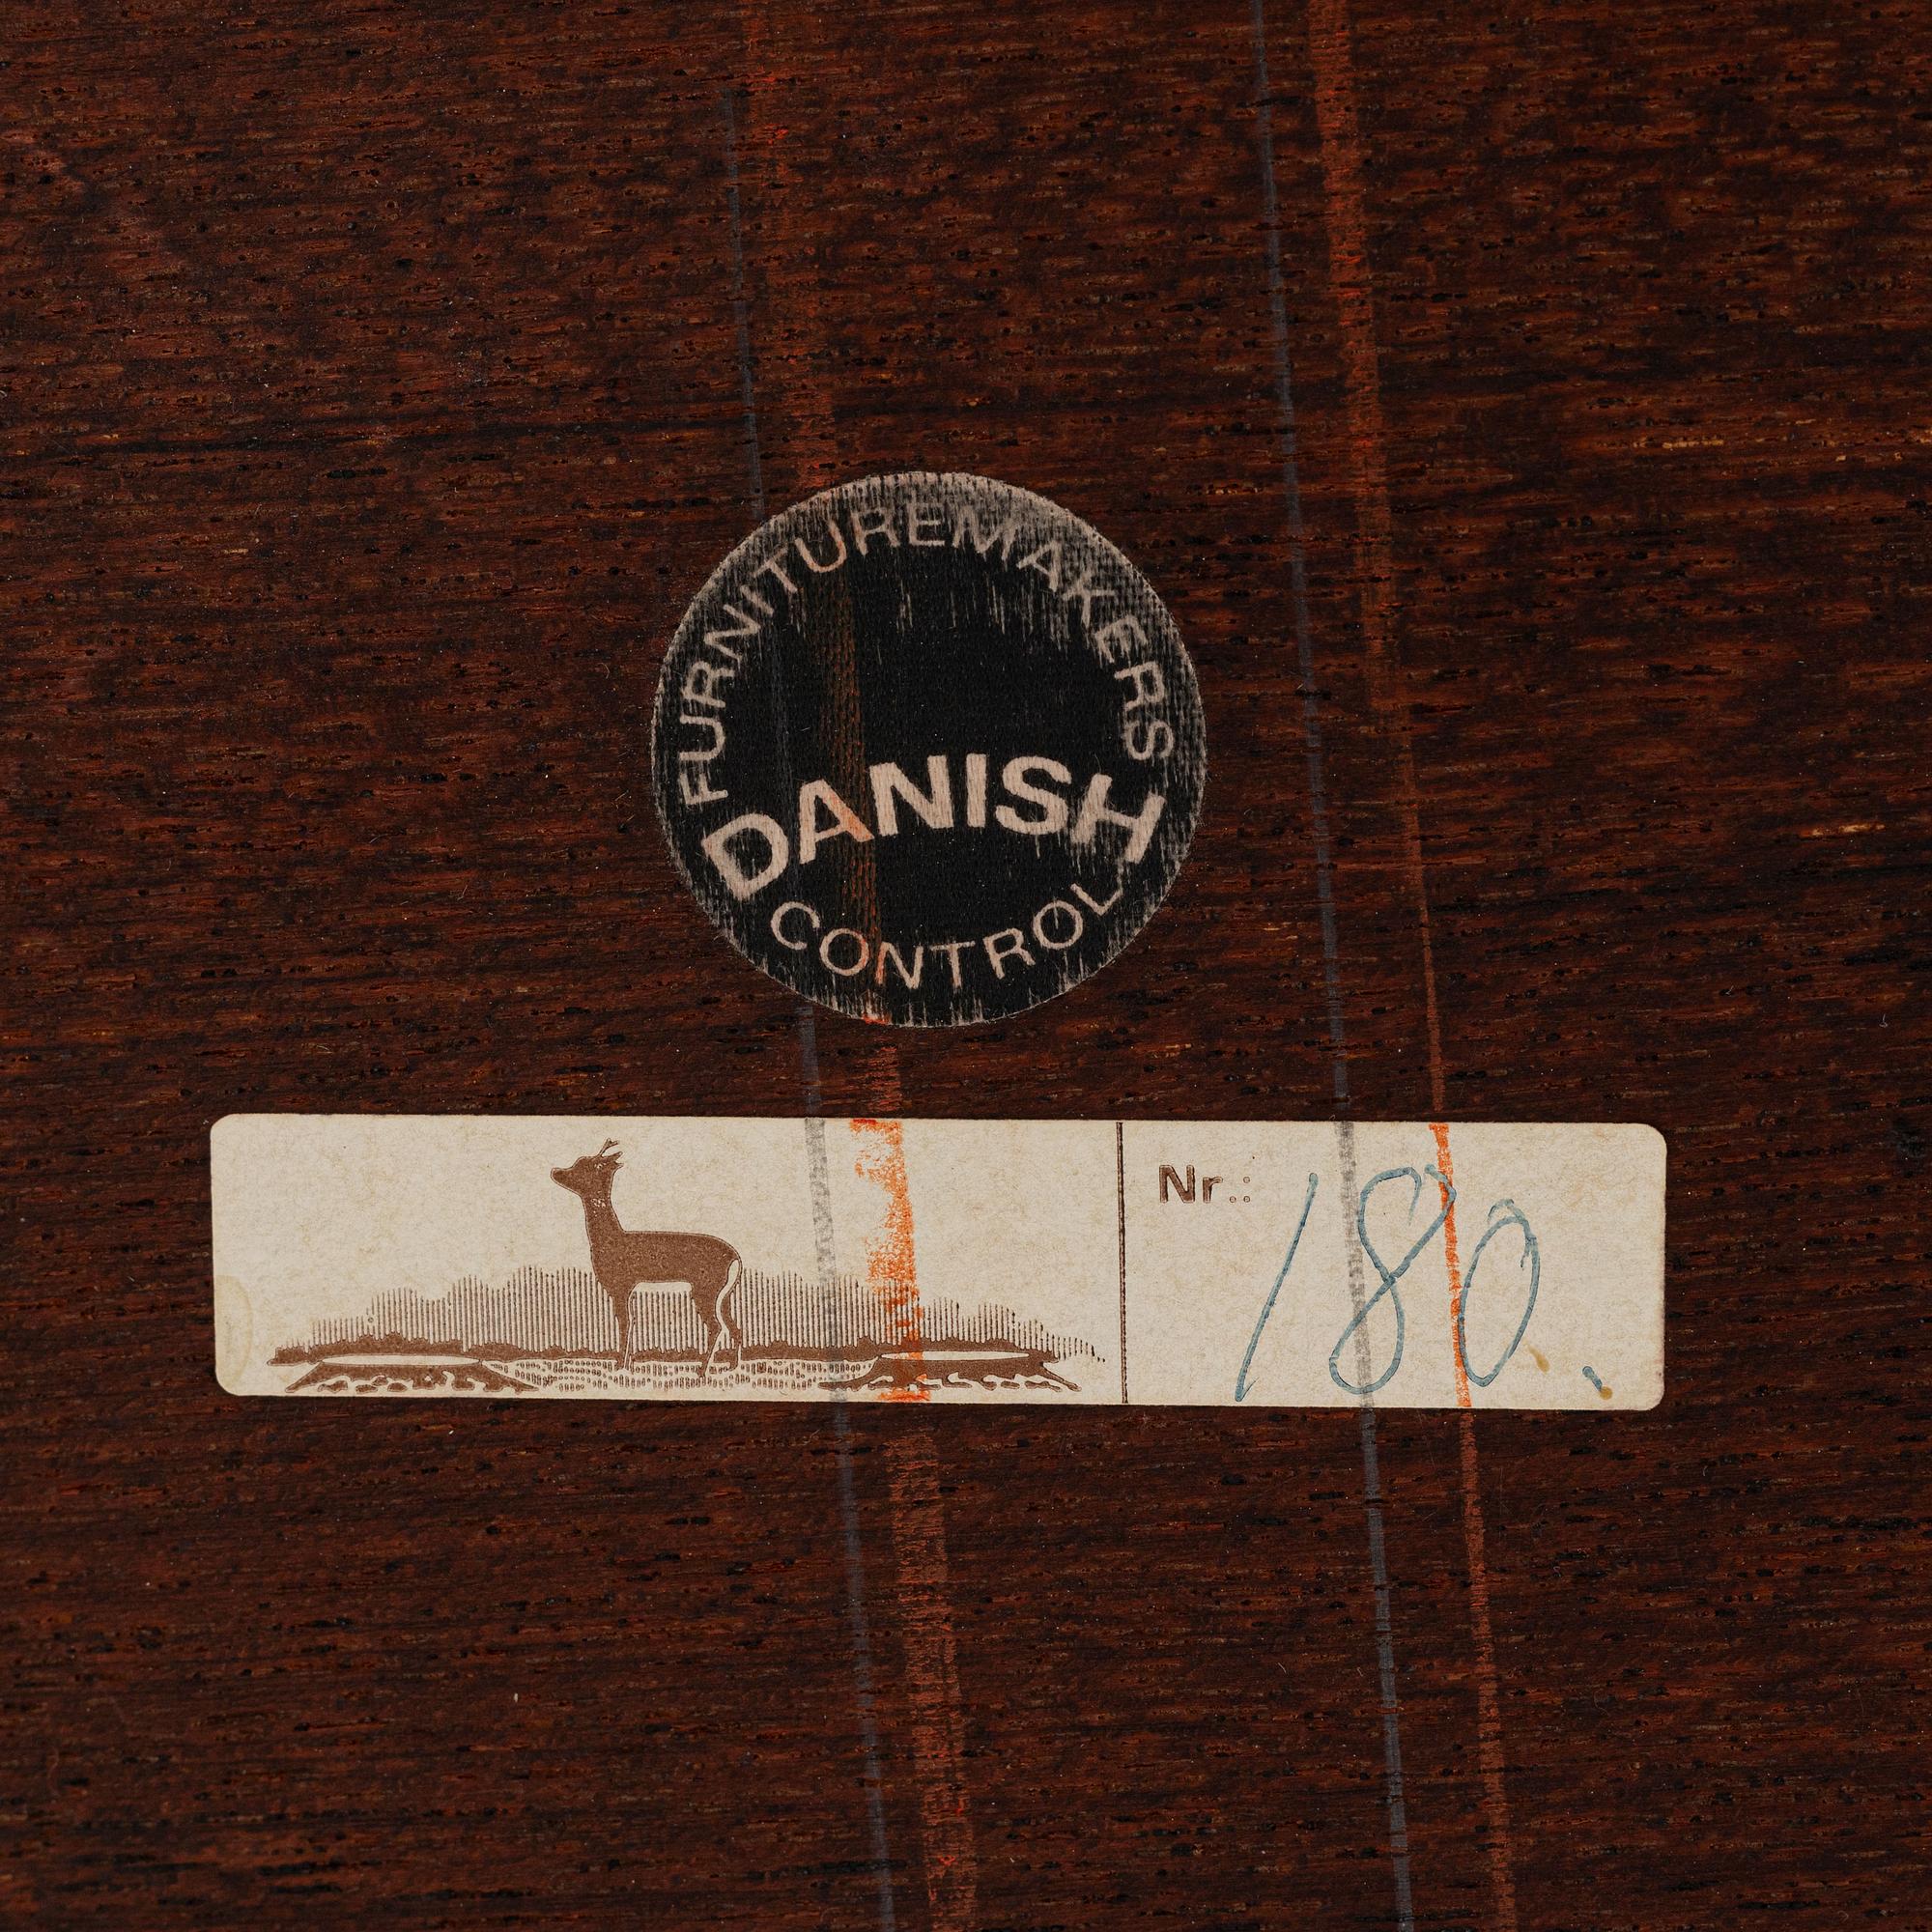 FURNITUREMAKERS
DANISH
CONTROL
Nr.: 180.